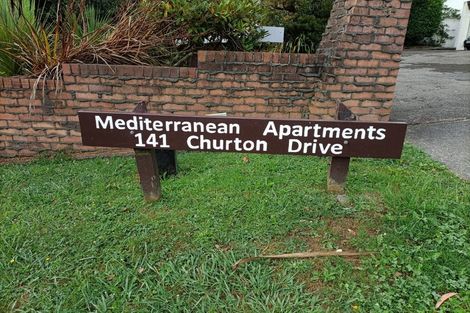 Mediterranean Apartments
141 Churton Drive